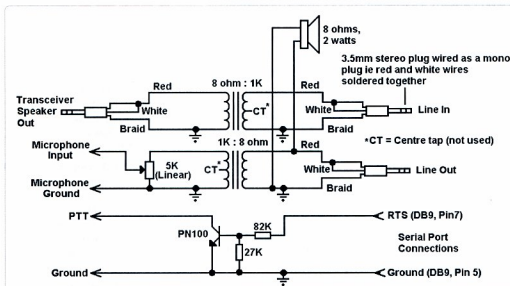 8 ohms,
2 watts
3.5mm stereo plug wired as a mono
plug ie red and white wires
soldered together
Red
8 ohm : 1K
Red
Transceiver
Speaker
Out
White
CT*
White
Line In
Braid
Braid
*CT = Centre tap (not used)
Microphone
Input
1K : 8 ohm
Red
5K
(Linear)
CT*
White
Line Out
Microphone
Ground
Braid
PTT
RTS (DB9, Pin7)
PN100
82K
Serial Port
Connections
27K
Ground
Ground (DB9, Pin 5)